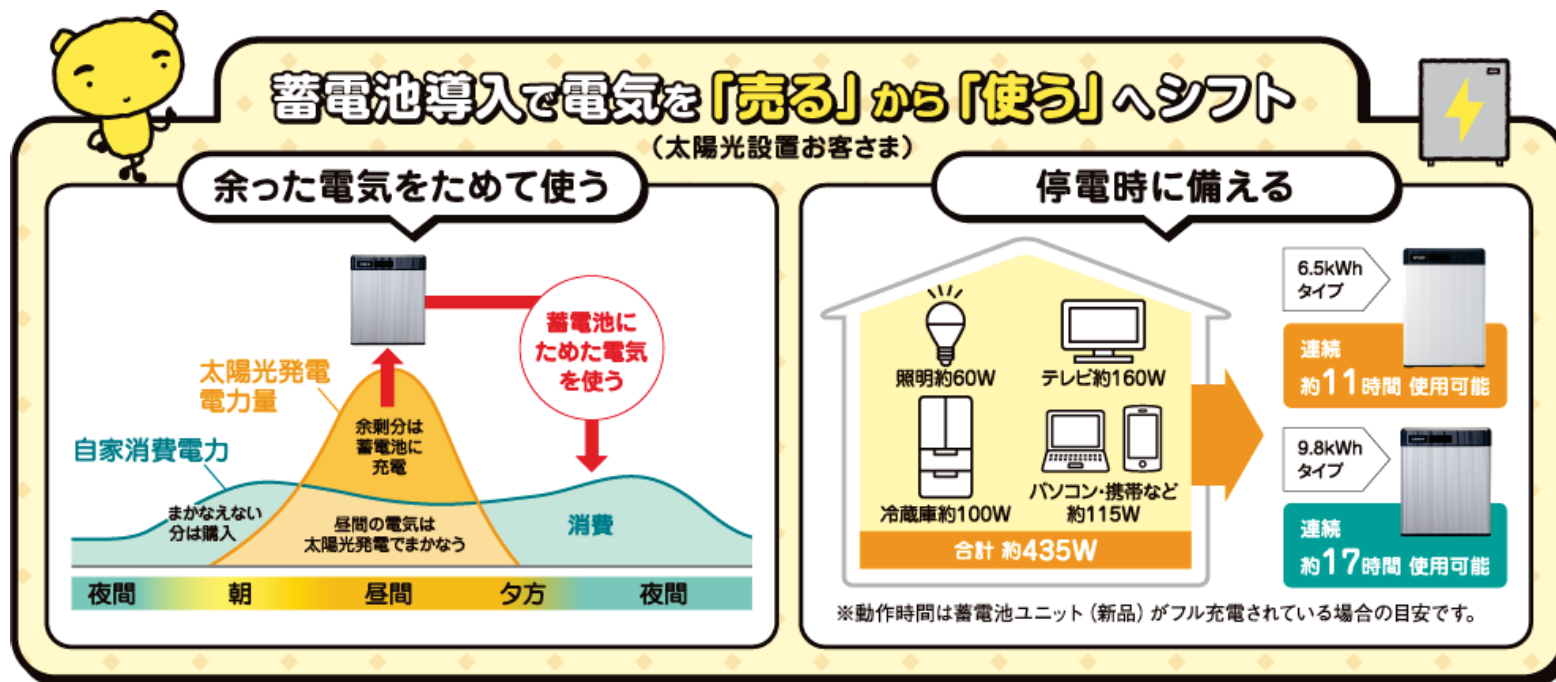 蓄電池導入で電気を「売る」から「使う」へシフト
（太陽光設置お客さま）
余った電気をためて使う
蓄電池に
ためた電気
を使う
太陽光発電
電力量
余剰分は
蓄電池に
充電
自家消費電力
まかなえない
分は購入
昼間の電気は
太陽光発電でまかなう
消費
夜間 朝 昼間 夕方 夜間
停電時に備える
照明約60W
テレビ約160W
冷蔵庫約100W
パソコン・携帯など
約115W
合計 約435W
6.5kWh
タイプ
連続
約11時間 使用可能
9.8kWh
タイプ
連続
約17時間 使用可能
※動作時間は蓄電池ユニット（新品）がフル充電されている場合の目安です。